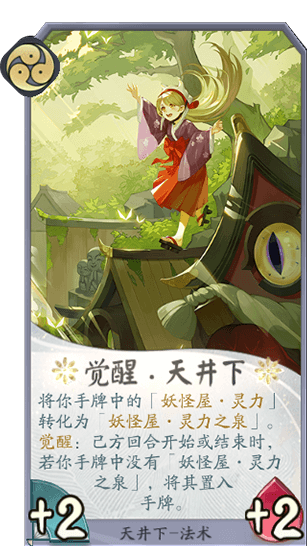 觉醒·天井下
将你手牌中的「妖怪屋·灵力」
转化为「妖怪屋·灵力之泉」。
觉醒：己方回合开始或结束时，
若你手牌中没有「妖怪屋·灵力
之泉」，将其置入
手牌。
+2
天井下-法术
+2